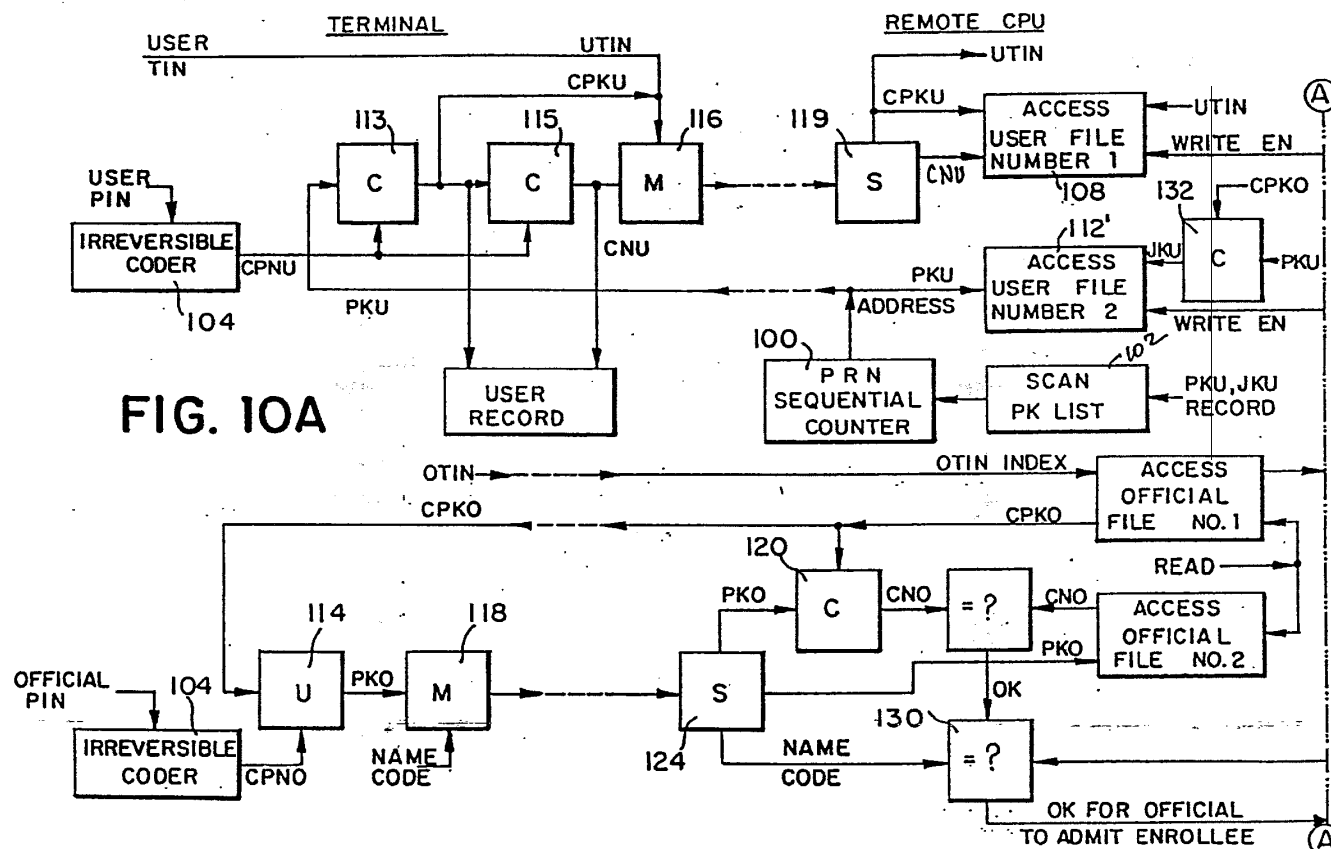 TERMINAL
REMOTE CPU
USER
TIN
UTIN
UTIN
CPKU
CPKU
113
115
116
119
C
C
M
S
CNU
ACCESS
USER FILE
NUMBER 1
108
UTIN
WRITE EN
A
USER
PIN
IRREVERSIBLE
CODER
104
CPNU
CNU
PKU
PKU
ADDRESS
112'
ACCESS
USER FILE
NUMBER 2
JKU
132
C
CPKO
PKU
WRITE EN
USER
RECORD
100
PRN
SEQUENTIAL
COUNTER
102
SCAN
PK LIST
PKU, JKU
RECORD
FIG. 10A
OTIN
OTIN INDEX
ACCESS
OFFICIAL
FILE NO.1
CPKO
CPKO
READ
120
C
PKO
CNO
= ?
CNO
ACCESS
OFFICIAL
FILE NO.2
PKO
OFFICIAL
PIN
104
IRREVERSIBLE
CODER
CPNO
114
U
PKO
118
M
NAME
CODE
S
124
NAME
CODE
OK
130
= ?
OK FOR OFFICIAL
TO ADMIT ENROLLEE
A